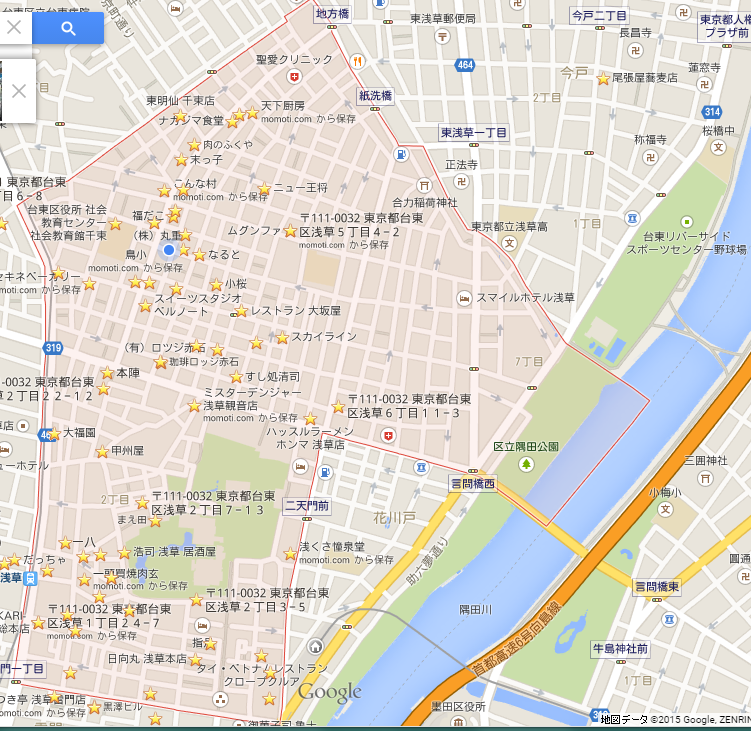 地方橋
今戸二丁目
東浅草郵便局
長昌寺
プラザ前
聖愛クリニック
464
今戸
尾張屋蕎麦店
蓮窓寺
2丁目
紙洗橋
東明仙 千束店
天下厨房
momoti.com から保存
ナカジマ食堂
314
桜橋中
東浅草一丁目
称福寺
肉のふくや
末っ子
正法寺
1 東京都台東
丁目６−８
こんな村
momoti.com から保存
ニュー王将
合力稲荷神社
台東区役所 社会
教育センター
社会教育館千束
福だこ
(株) 丸重
ムグンファ
〒111-0032 東京都台東
区浅草５丁目４−２
momoti.com から保存
東京都立浅草高
台東リバーサイド
スポーツセンター野球場
鳥小
なると
momoti.com から保存
セキネベーカリー
momoti.com から保存
小桜
スイーツスタジオ
ベルノート
レストラン 大坂屋
スマイルホテル浅草
1丁目
スカイライン
319
(有) ロツジ赤石
珈琲ロッジ赤石
7丁目
本陣
すし処清司
-0032 東京都台東
草２丁目２２−１２
ミスターデンジャー
浅草観音店
momoti.com から保存
〒111-0032 東京都台東
区浅草６丁目１１−３
ハッスルラーメン
ホンマ 浅草店
大福園
甲州屋
区立隅田公園
三囲神社
言問橋西
小梅小
2丁目
〒111-0032 東京都台東
区浅草２丁目７−１３
まえ田
二天門前
花川戸
一八
だっちゃ
浩司 浅草 居酒屋
浅くさ憧泉堂
momoti.com から保存
助六夢通り
浅草
一頭買焼肉玄
momoti.com から保存
言問橋東
〒111-0032 東京都台東
区浅草１丁目２４−７
momoti.com から保存
〒111-0032 東京都台東
区浅草２丁目３−５
隅田川
首都高速6号向島線
牛島神社前
日向丸 浅草本店
タイ・ベトナムレストラン
クローブクルア
門一丁目
1丁目
Google
黒澤ビル
墨田区役所
地図データ ©2015 Google, ZENRIN